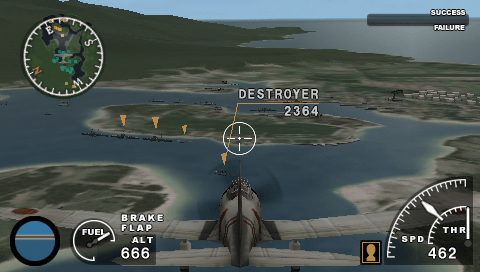 SUCCESS
FAILURE
E
S
N
W
DESTROYER
2364
FUEL
BRAKE
FLAP
ALT
666
THR
SPD
462